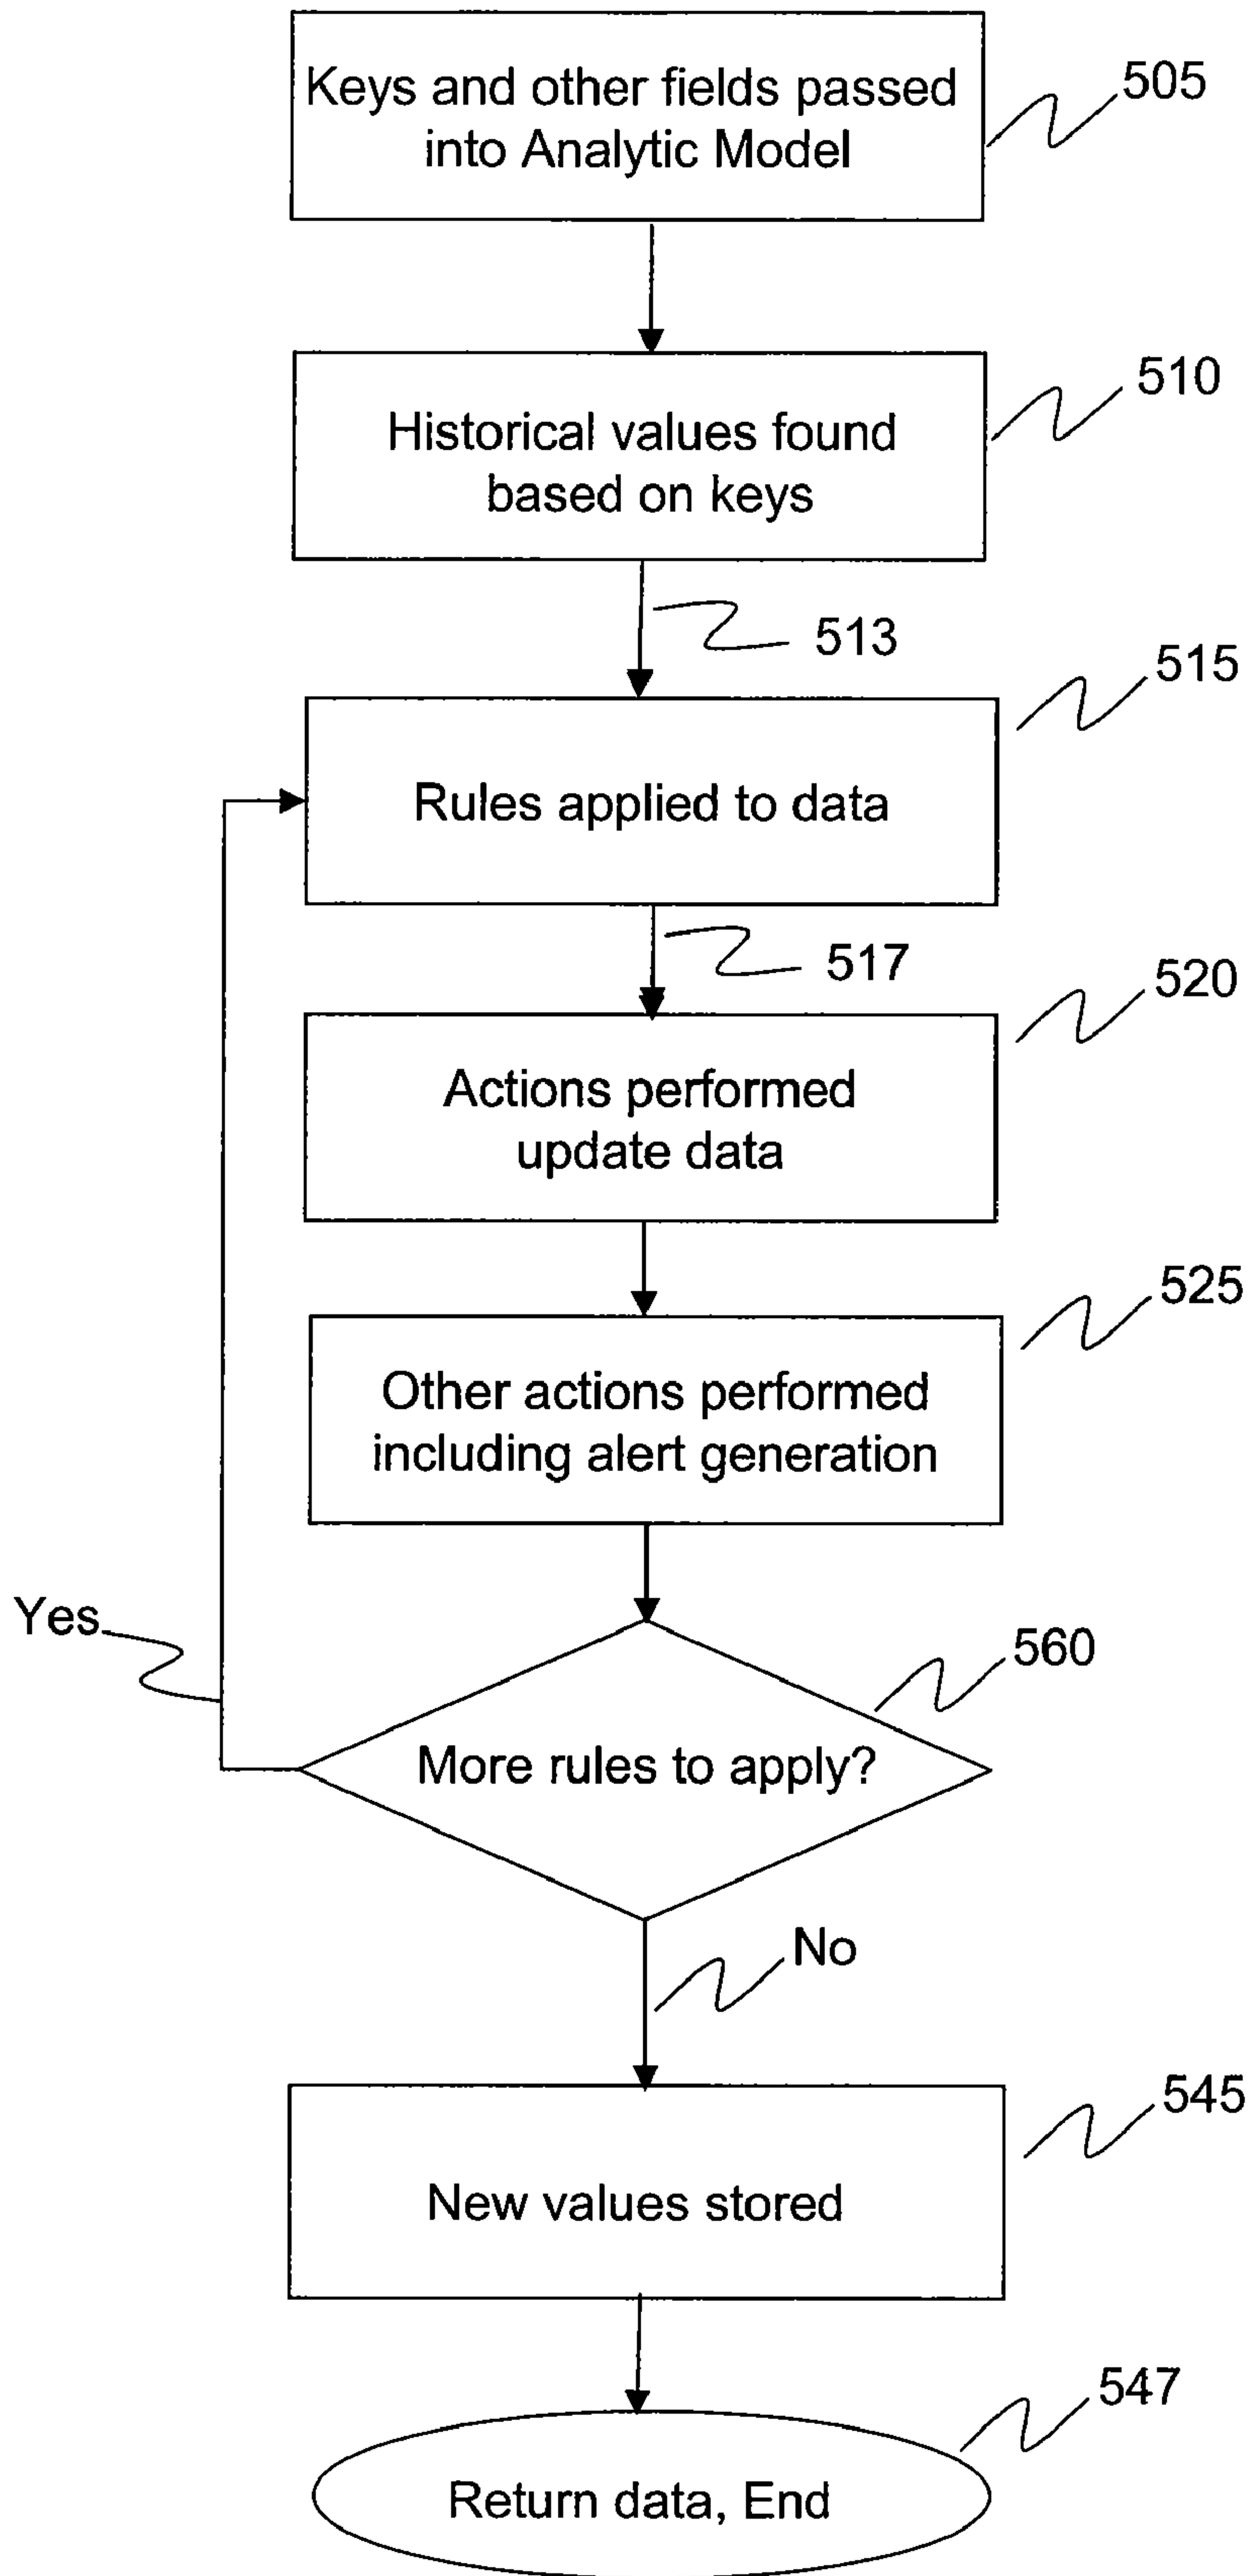 Keys and other fields passed
into Analytic Model
505
Historical values found
based on keys
510
513
515
Rules applied to data
517
520
Actions performed
update data
525
Other actions performed
including alert generation
Yes
560
More rules to apply?
No
545
New values stored
547
Return data, End